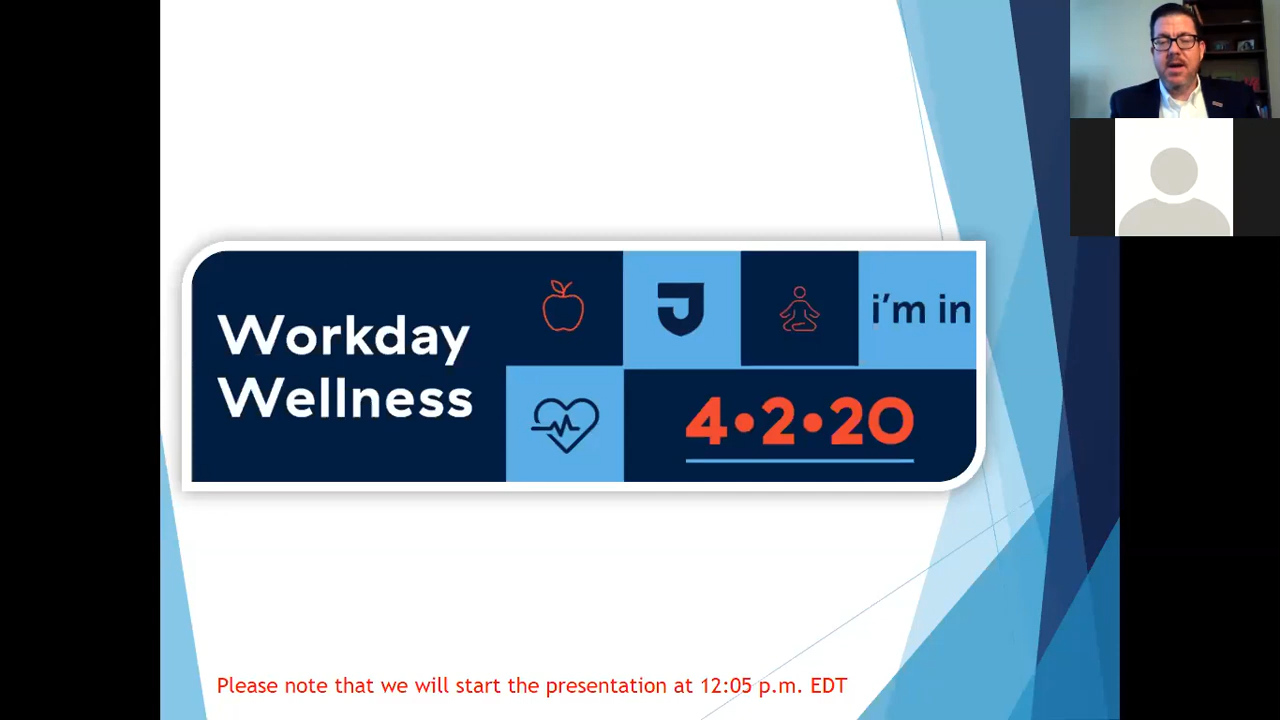 Workday
Wellness
i'm in
4•2•20
Please note that we will start the presentation at 12:05 p.m. EDT